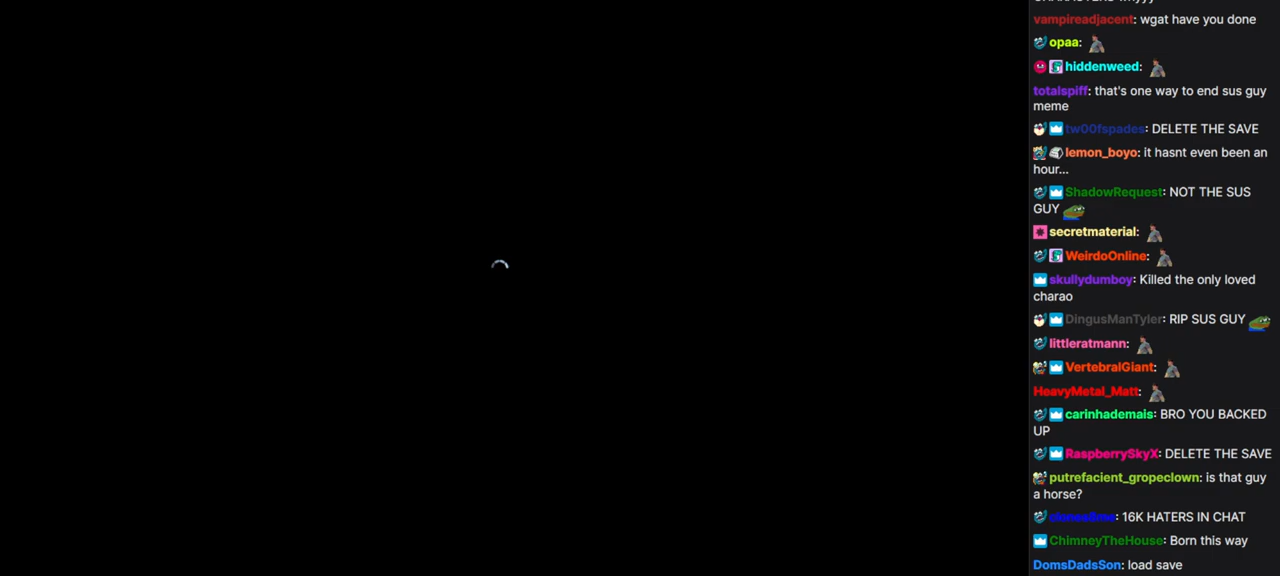 vampireadjacent: wgat have you done
opaa:
hiddenweed:
totalspiff: that's one way to end sus guy
meme
tw00fspades: DELETE THE SAVE
lemon_boyo: it hasnt even been an
hour...
ShadowRequest: NOT THE SUS
GUY
secretmaterial:
WeirdoOnline:
skullydumboy: Killed the only loved
charao
DingusManTyler: RIP SUS GUY
littleratmann:
VertebralGiant:
HeavyMetal_Matt:
carinhademais: BRO YOU BACKED
UP
RaspberrySkyX: DELETE THE SAVE
putrefacient_gropeclown: is that guy
a horse?
: 16K HATERS IN CHAT
ChimneyTheHouse: Born this way
DomsDadsSon: load save